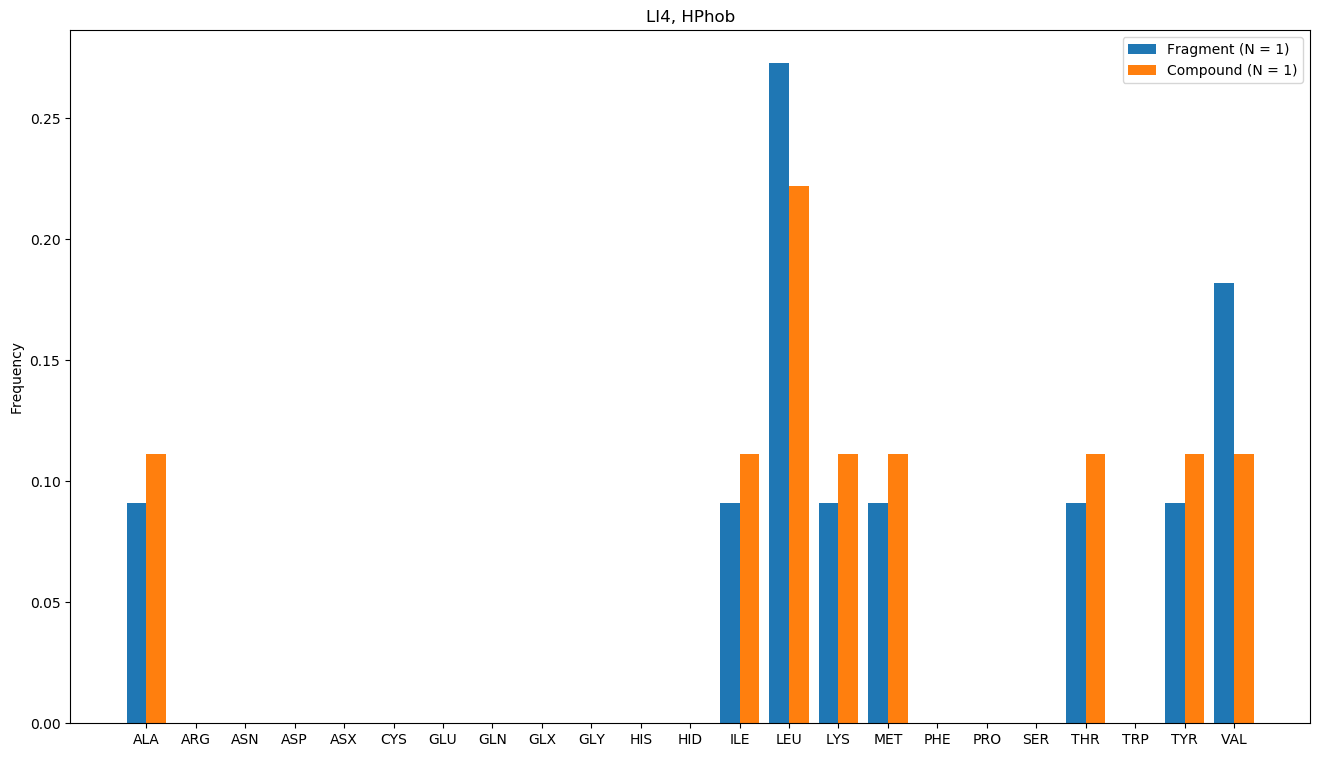 LI4, HPhob
Fragment (N = 1)
Compound (N = 1)
Frequency
0.25
0.20
0.15
0.10
0.05
0.00
ALA ARG ASN ASP ASX CYS GLU GLN GLX GLY HIS HID ILE LEU LYS MET PHE PRO SER THR TRP TYR VAL